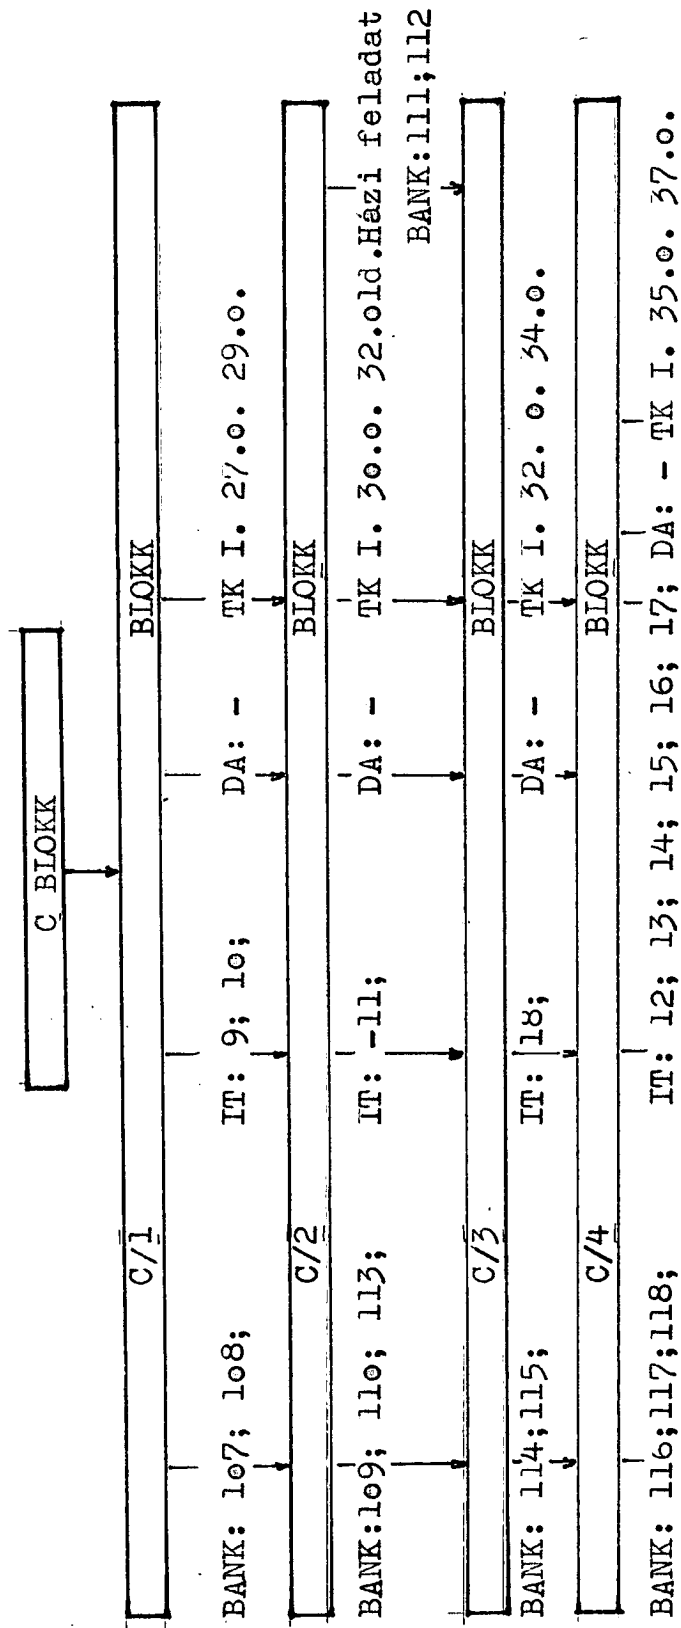 C BLOKK
C/1 BLOKK
BANK: 1o7; 1o8; IT: 9; 1o; DA: - TK I. 27.o. 29.o.
C/2 BLOKK
BANK:1o9; 11o; 113; IT: -11; DA: - TK I. 3o.o. 32.old.Házi feladat
BANK:111;112
C/3 BLOKK
BANK: 114;115; IT: 18; DA: - TK I. 32. o. 34.o.
C/4 BLOKK
BANK: 116;117;118; IT: 12; 13; 14; 15; 16; 17; DA: - TK I. 35.o. 37.o.